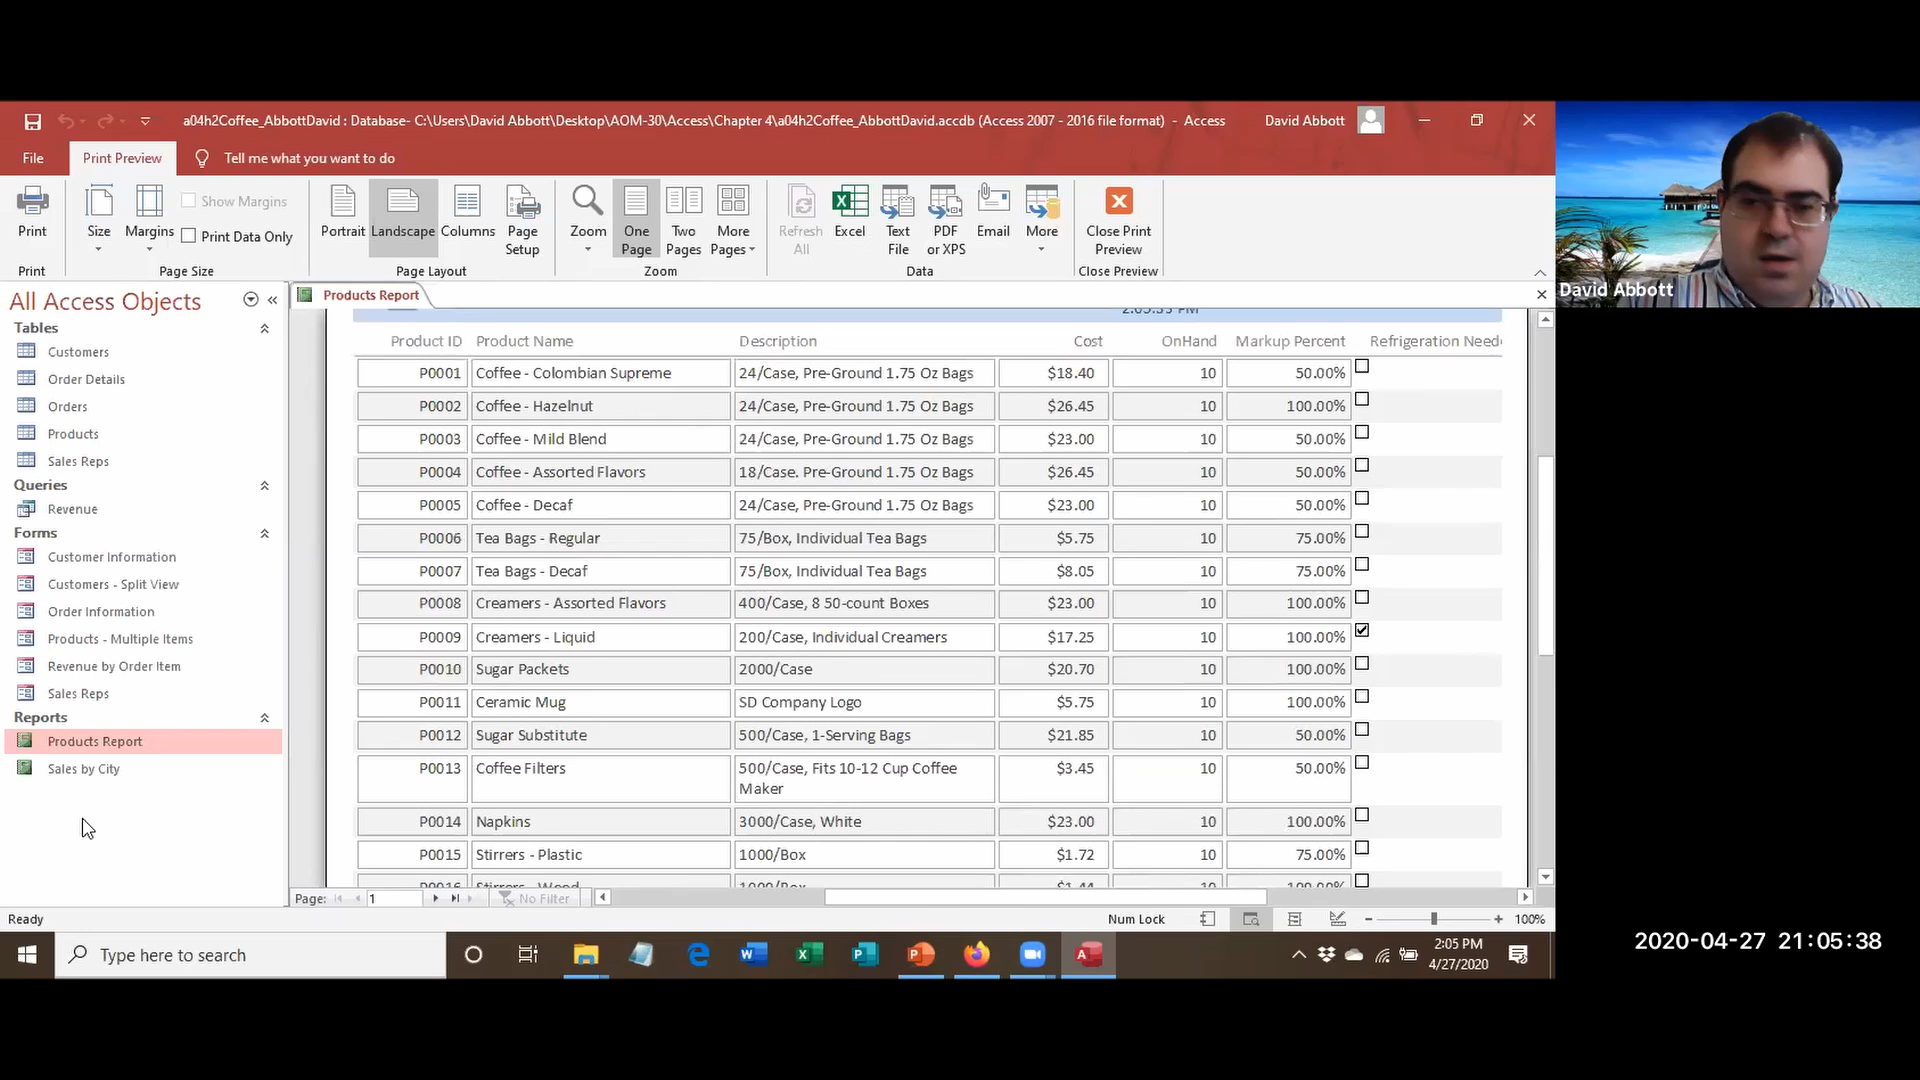 a04h2Coffee_AbbottDavid : Database- C:\Users\David Abbott\Desktop\AOM-30\Access\Chapter 4\a04h2Coffee_AbbottDavid.accdb (Access 2007 - 2016 file format) - Access
David Abbott
File
Print Preview
Tell me what you want to do
Print
Size
Margins
Show Margins
Print Data Only
Portrait
Landscape
Columns
Page Setup
Zoom
One Page
Two Pages
More Pages
Refresh All
Excel
Text File
PDF or XPS
Email
More
Close Print Preview
Print
Page Size
Page Layout
Zoom
Data
Close Preview
David Abbott
All Access Objects
Tables
Customers
Order Details
Orders
Products
Sales Reps
Queries
Revenue
Forms
Customer Information
Customers - Split View
Order Information
Products - Multiple Items
Revenue by Order Item
Sales Reps
Reports
Products Report
Sales by City
Products Report
Product ID Product Name Description Cost OnHand Markup Percent Refrigeration Neede
P0001 Coffee - Colombian Supreme 24/Case, Pre-Ground 1.75 Oz Bags $18.40 10 50.00%
P0002 Coffee - Hazelnut 24/Case, Pre-Ground 1.75 Oz Bags $26.45 10 100.00%
P0003 Coffee - Mild Blend 24/Case, Pre-Ground 1.75 Oz Bags $23.00 10 50.00%
P0004 Coffee - Assorted Flavors 18/Case. Pre-Ground 1.75 Oz Bags $26.45 10 50.00%
P0005 Coffee - Decaf 24/Case, Pre-Ground 1.75 Oz Bags $23.00 10 50.00%
P0006 Tea Bags - Regular 75/Box, Individual Tea Bags $5.75 10 75.00%
P0007 Tea Bags - Decaf 75/Box, Individual Tea Bags $8.05 10 75.00%
P0008 Creamers - Assorted Flavors 400/Case, 8 50-count Boxes $23.00 10 100.00%
P0009 Creamers - Liquid 200/Case, Individual Creamers $17.25 10 100.00%
P0010 Sugar Packets 2000/Case $20.70 10 100.00%
P0011 Ceramic Mug SD Company Logo $5.75 10 100.00%
P0012 Sugar Substitute 500/Case, 1-Serving Bags $21.85 10 50.00%
P0013 Coffee Filters 500/Case, Fits 10-12 Cup Coffee $3.45 10 50.00%
Maker
P0014 Napkins 3000/Case, White $23.00 10 100.00%
P0015 Stirrers - Plastic 1000/Box $1.72 10 75.00%
P0016 Stirrers - Wood 1000/Box $1.44 10 100.00%
Page: 1 No Filter
Ready
Num Lock
100%
Type here to search
2:05 PM
4/27/2020
2020-04-27 21:05:38